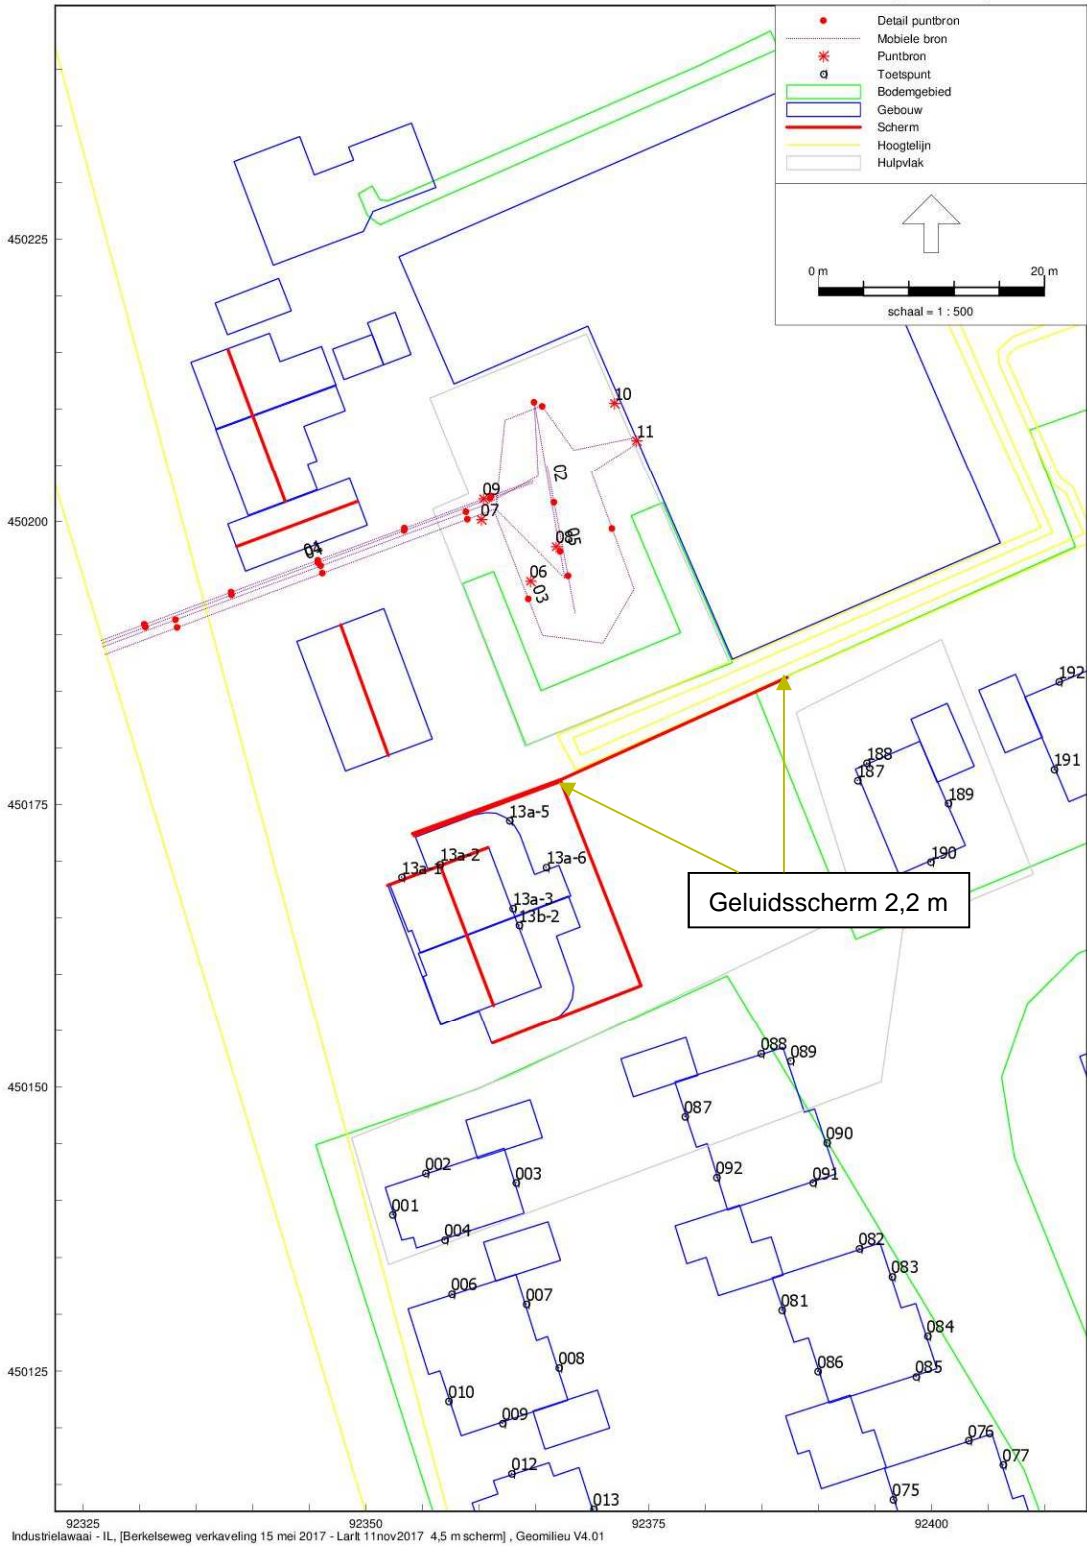 Detail puntbron
Mobiele bron
Puntbron
Toetspunt
Bodemgebied
Gebouw
Scherm
Hoogtelijn
Hulpvlak
0 m 20 m
schaal = 1 : 500
450225
10
11
02
09
450200
07
05
08
04
06
03
192
188
187
191
450175
13a-5
189
13a-2
13a-6
13a-1
190
13a-3
Geluidsscherm 2,2 m
13b-2
088
089
450150
087
090
002
092
091
003
001
004
082
006
083
007
081
084
008
450125
086
085
010
009
076
012
077
013
075
92325 92350 92375 92400
Industrielawaai - IL, [Berkelseweg verkaveling 15 mei 2017 - 11nov2017 4,5 m scherm] , Geomilieu V4.01